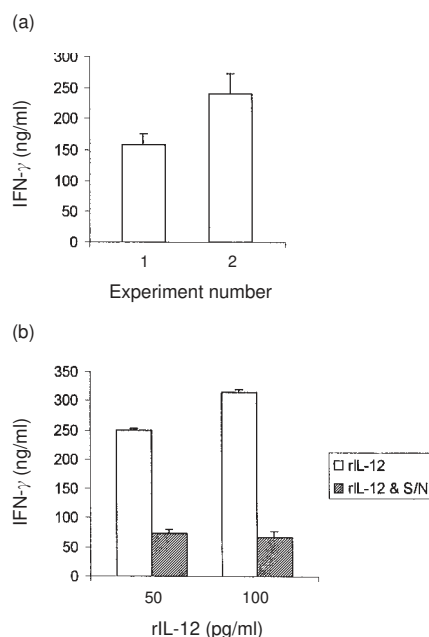 (a)
300
250
200
150
100
50
0
IFN-γ (ng/ml)
1 2
Experiment number
(b)
350
300
250
200
150
100
50
0
IFN-γ (ng/ml)
50 100
rIL-12 (pg/ml)
rIL-12
rIL-12 & S/N